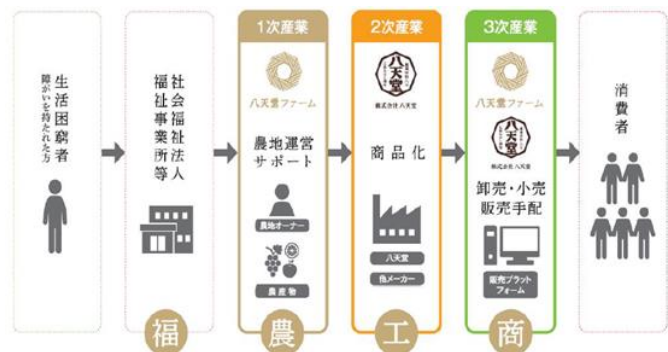 生活困窮者
障がいを持たれた方
社会福祉法人
福祉事業所等
福
1次産業
八天堂ファーム
農地運営
サポート
農地オーナー
農産物
農
2次産業
八天堂
株式会社 八天堂
商品化
八天堂
他メーカー
工
3次産業
八天堂ファーム
八天堂
株式会社 八天堂
卸売・小売
販売手配
販売プラット
フォーム
商
消費者